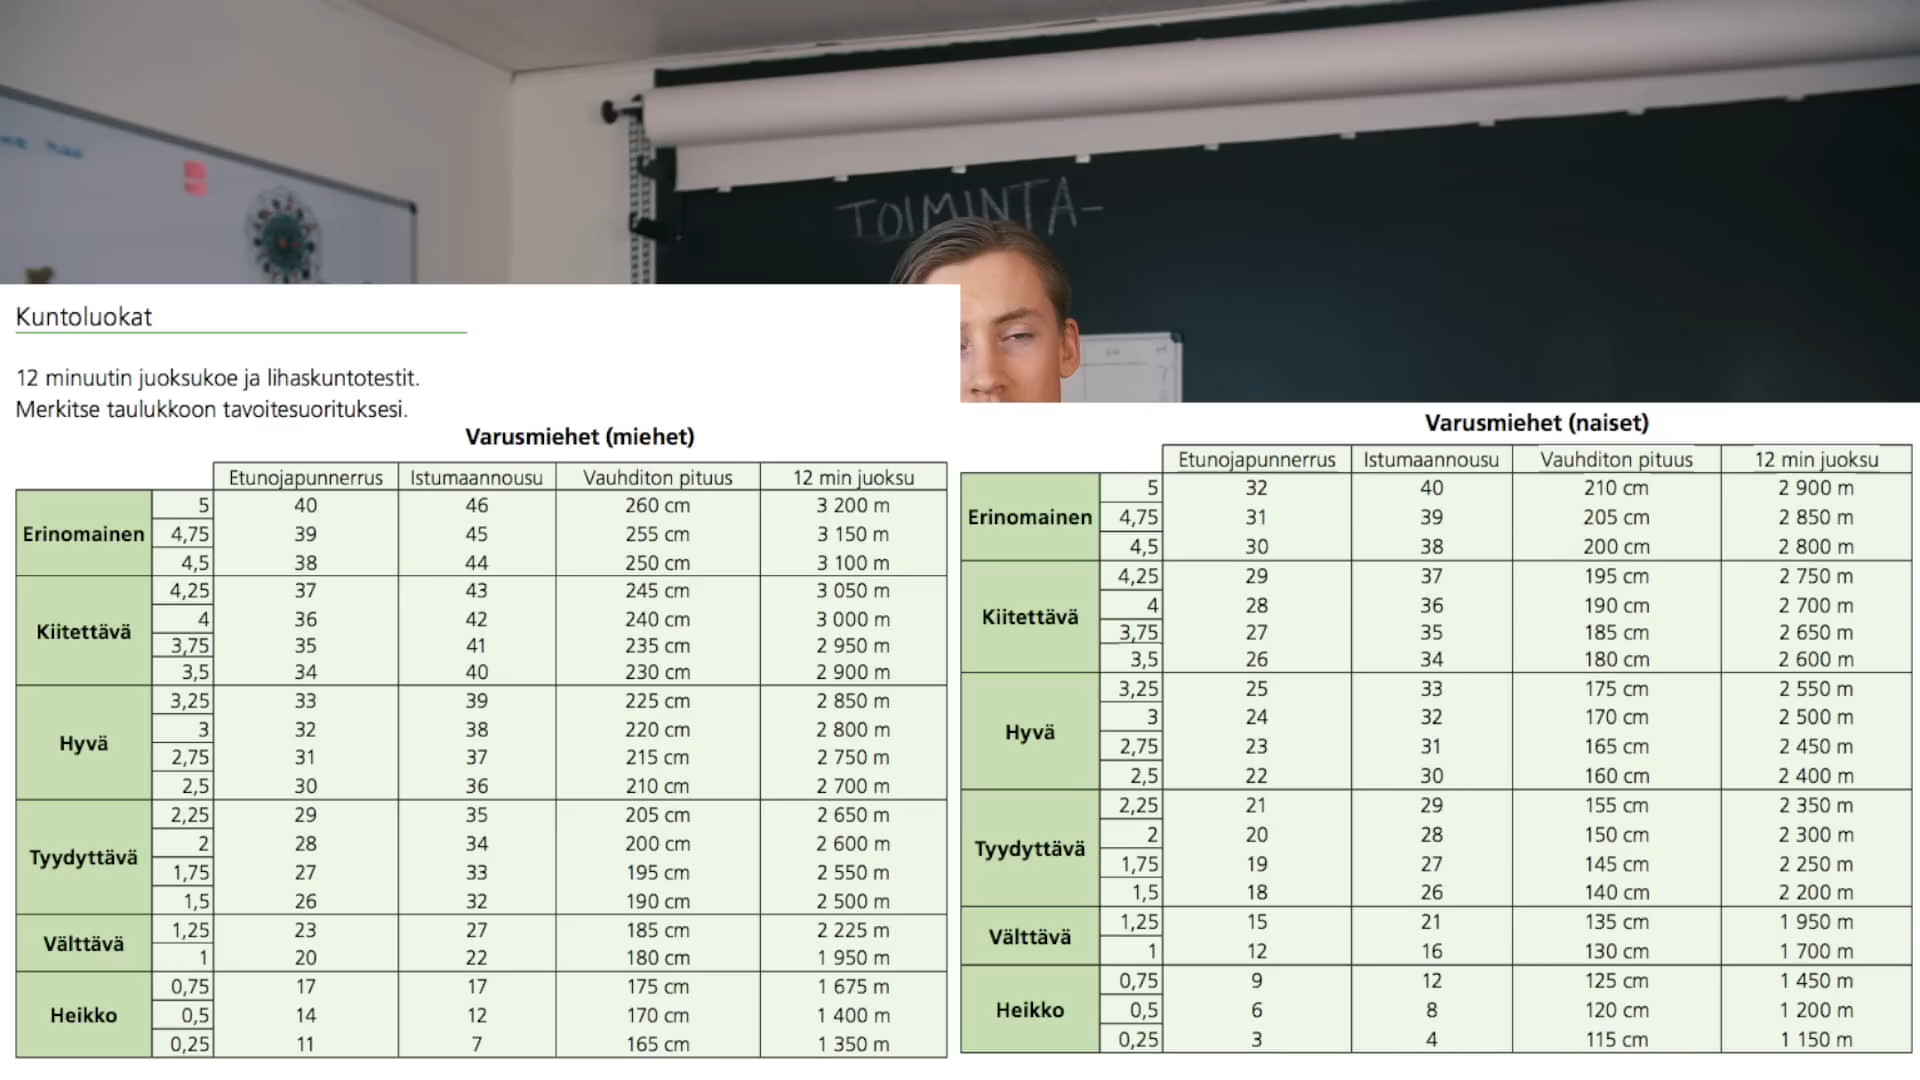 TOIMINTA-
Kuntoluokat
12 minuutin juoksukoe ja lihaskuntotestit.
Merkitse taulukkoon tavoitesuorituksesi.
Varusmiehet (miehet)
Etunojapunnerrus Istumaannousu Vauhditon pituus 12 min juoksu
Erinomainen
5 40 46 260 cm 3 200 m
4,75 39 45 255 cm 3 150 m
4,5 38 44 250 cm 3 100 m
Kiitettävä
4,25 37 43 245 cm 3 050 m
4 36 42 240 cm 3 000 m
3,75 35 41 235 cm 2 950 m
3,5 34 40 230 cm 2 900 m
Hyvä
3,25 33 39 225 cm 2 850 m
3 32 38 220 cm 2 800 m
2,75 31 37 215 cm 2 750 m
2,5 30 36 210 cm 2 700 m
Tyydyttävä
2,25 29 35 205 cm 2 650 m
2 28 34 200 cm 2 600 m
1,75 27 33 195 cm 2 550 m
1,5 26 32 190 cm 2 500 m
Välttävä
1,25 23 27 185 cm 2 225 m
1 20 22 180 cm 1 950 m
Heikko
0,75 17 17 175 cm 1 675 m
0,5 14 12 170 cm 1 400 m
0,25 11 7 165 cm 1 350 m
Varusmiehet (naiset)
Etunojapunnerrus Istumaannousu Vauhditon pituus 12 min juoksu
Erinomainen
5 32 40 210 cm 2 900 m
4,75 31 39 205 cm 2 850 m
4,5 30 38 200 cm 2 800 m
Kiitettävä
4,25 29 37 195 cm 2 750 m
4 28 36 190 cm 2 700 m
3,75 27 35 185 cm 2 650 m
3,5 26 34 180 cm 2 600 m
Hyvä
3,25 25 33 175 cm 2 550 m
3 24 32 170 cm 2 500 m
2,75 23 31 165 cm 2 450 m
2,5 22 30 160 cm 2 400 m
Tyydyttävä
2,25 21 29 155 cm 2 350 m
2 20 28 150 cm 2 300 m
1,75 19 27 145 cm 2 250 m
1,5 18 26 140 cm 2 200 m
Välttävä
1,25 15 21 135 cm 1 950 m
1 12 16 130 cm 1 700 m
Heikko
0,75 9 12 125 cm 1 450 m
0,5 6 8 120 cm 1 200 m
0,25 3 4 115 cm 1 150 m